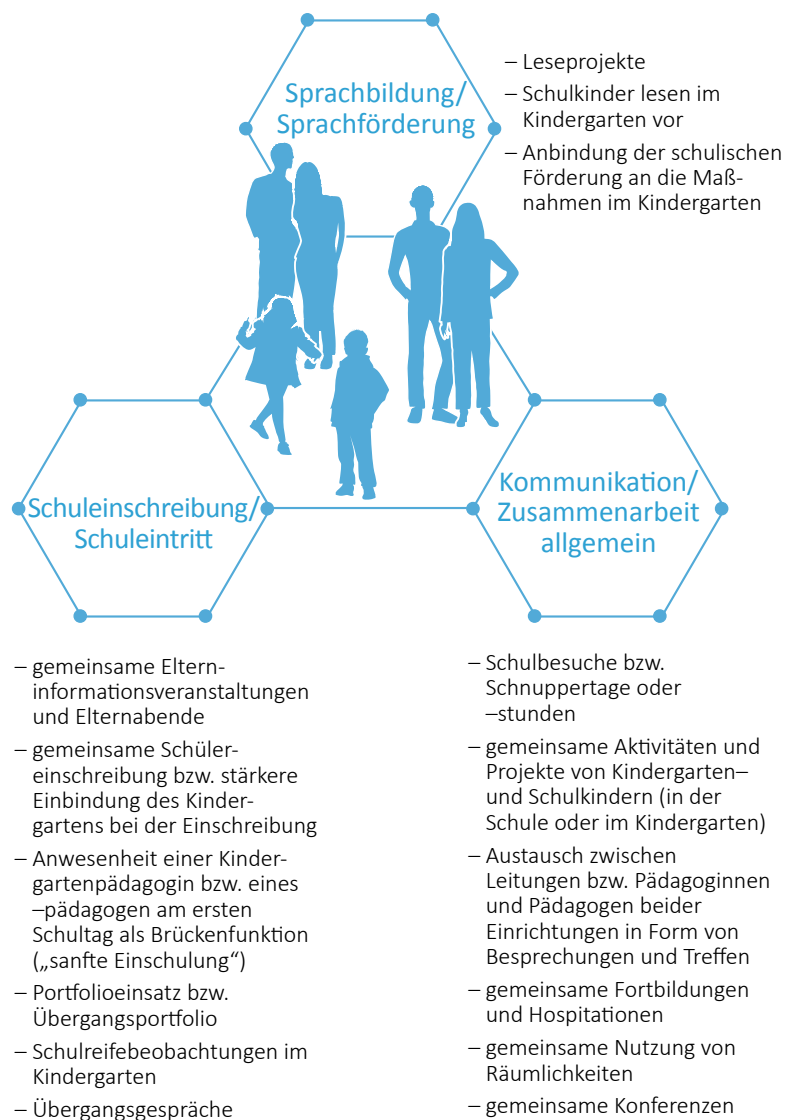 Sprachbildung/
Sprachförderung
– Leseprojekte
– Schulkinder lesen im
Kindergarten vor
– Anbindung der schulischen
Förderung an die Maß-
nahmen im Kindergarten
Schuleinschreibung/
Schuleintritt
Kommunikation/
Zusammenarbeit
allgemein
– gemeinsame Eltern-
informationsveranstaltungen
und Elternabende
– gemeinsame Schüler-
einschreibung bzw. stärkere
Einbindung des Kinder-
gartens bei der Einschreibung
– Anwesenheit einer Kinder-
gartenpädagogin bzw. eines
–pädagogen am ersten
Schultag als Brückenfunktion
(„sanfte Einschulung“)
– Portfolioeinsatz bzw.
Übergangsportfolio
– Schulreifebeobachtungen im
Kindergarten
– Übergangsgespräche
– Schulbesuche bzw.
Schnuppertage oder
–stunden
– gemeinsame Aktivitäten und
Projekte von Kindergarten–
und Schulkindern (in der
Schule oder im Kindergarten)
– Austausch zwischen
Leitungen bzw. Pädagoginnen
und Pädagogen beider
Einrichtungen in Form von
Besprechungen und Treffen
– gemeinsame Fortbildungen
und Hospitationen
– gemeinsame Nutzung von
Räumlichkeiten
– gemeinsame Konferenzen